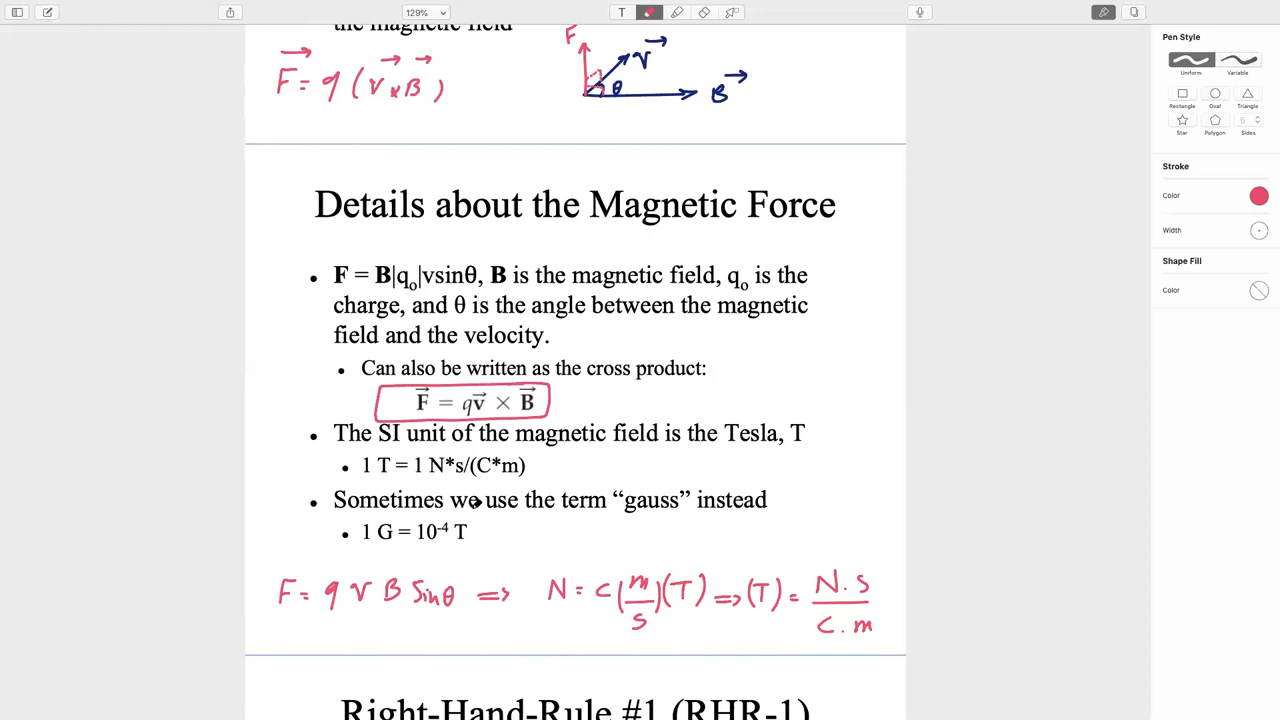 129%
T
the magnetic field
F
V
θ
B
F = q ( V × B )
Pen Style
Uniform Variable
Rectangle Oval Triangle
5
Star Polygon Sides
Stroke
Color
Width
Shape Fill
Color
Details about the Magnetic Force
• F = B|qₒ|vsinθ, B is the magnetic field, qₒ is the
charge, and θ is the angle between the magnetic
field and the velocity.
• Can also be written as the cross product:
F⃗ = qv⃗ × B⃗
• The SI unit of the magnetic field is the Tesla, T
• 1 T = 1 N*s/(C*m)
• Sometimes we use the term “gauss” instead
• 1 G = 10⁻⁴ T
F = q V B Sinθ ⟹ N = C (m/s)(T) ⟹ (T) = N.s/C.m
Right-Hand-Rule #1 (RHR-1)